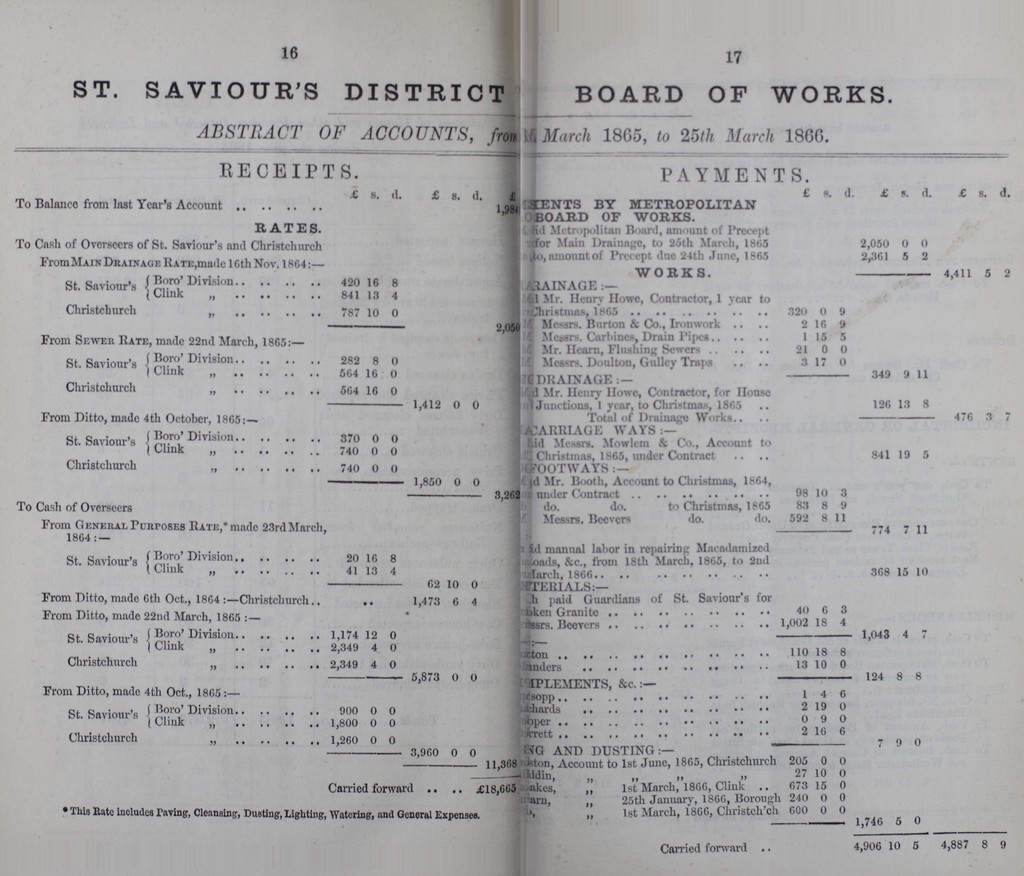 16
ST. SAVIOUR'S DISTRICT
ABSTRACT OF ACCOUNTS, from
RECEIPTS.
£ s. d. £ s. d. £
To Balance from last Year's Account .. .. .. .. 1,984
RATES.
To Cash of Overseers of St. Saviour's and Christchurch
From MAIN DRAINAGE RATE, made 16th Nov. 1864:—
St. Saviour's { Boro' Division .. .. .. .. 420 16 8
{ Clink „ .. .. .. .. 841 13 4
Christchurch „ .. .. .. .. 787 10 0
2,050
From SEWER RATE, made 22nd March, 1865:—
St. Saviour's { Boro' Division .. .. .. .. 282 8 0
{ Clink „ .. .. .. .. 564 16 0
Christchurch „ .. .. .. .. 564 16 0
1,412 0 0
From Ditto, made 4th October, 1865:—
St. Saviour's { Boro' Division .. .. .. .. 370 0 0
{ Clink „ .. .. .. .. 740 0 0
Christchurch „ .. .. .. .. 740 0 0
1,850 0 0
3,262
To Cash of Overseers
From GENERAL PURPOSES RATE,* made 23rd March,
1864:—
St. Saviour's { Boro' Division .. .. .. .. 20 16 8
{ Clink „ .. .. .. .. 41 13 4
62 10 0
From Ditto, made 6th Oct., 1864:—Christchurch .. .. 1,473 6 4
From Ditto, made 22nd March, 1865:—
St. Saviour's { Boro' Division .. .. .. .. 1,174 12 0
{ Clink „ .. .. .. .. 2,349 4 0
Christchurch „ .. .. .. .. 2,349 4 0
5,873 0 0
From Ditto, made 4th Oct., 1865:—
St. Saviour's { Boro' Division .. .. .. .. 900 0 0
{ Clink „ .. .. .. .. 1,800 0 0
Christchurch „ .. .. .. .. 1,260 0 0
3,960 0 0
11,368
Carried forward .. .. £18,665
* This Rate includes Paving, Cleansing, Dusting, Lighting, Watering, and General Expenses.
17
BOARD OF WORKS.
March 1865, to 25th March 1866.
PAYMENTS.
£ s. d. £ s. d. £ s. d.
BY METROPOLITAN
BOARD OF WORKS.
Metropolitan Board, amount of Precept
for Main Drainage, to 25th March, 1865 2,050 0 0
amount of Precept due 24th June, 1865 2,361 5 2
4,411 5 2
WORKS.
DRAINAGE:—
Mr. Henry Howe, Contractor, 1 year to
Christmas, 1865 .. .. .. .. .. .. 320 0 9
Messrs. Burton & Co., Ironwork .. .. 2 16 9
Messrs. Carbines, Drain Pipes .. .. 1 15 5
Mr. Hearn, Flushing Sewers .. .. .. 21 0 0
Messrs. Doulton, Gulley Traps .. .. 3 17 0
349 9 11
DRAINAGE:—
Mr. Henry Howe, Contractor, for House
Junctions, 1 year, to Christmas, 1865 .. 126 13 8
Total of Drainage Works .. .. 476 3 7
CARRIAGE WAYS:—
Messrs. Mowlem & Co., Account to
Christmas, 1865, under Contract .. .. 841 19 5
FOOTWAYS:—
Mr. Booth, Account to Christmas, 1864,
under Contract .. .. .. .. .. .. 98 10 3
do. do. to Christmas, 1865 83 8 9
Messrs. Beevers do. do. 592 8 11
774 7 11
manual labor in repairing Macadamized
Roads, &c., from 18th March, 1865, to 2nd
March, 1866 .. .. .. .. .. .. 368 15 10
MATERIALS:—
paid Guardians of St. Saviour's for
Broken Granite .. .. .. .. .. .. 40 6 3
Messrs. Beevers .. .. .. .. .. .. 1,002 18 4
1,043 4 7
.. .. .. .. .. .. 110 18 8
.. .. .. .. .. .. 13 10 0
124 8 8
IMPLEMENTS, &c.:—
.. .. .. .. .. .. 1 4 6
.. .. .. .. .. .. 2 19 0
.. .. .. .. .. .. 0 9 0
.. .. .. .. .. .. 2 16 6
7 9 0
AND DUSTING:—
Account to 1st June, 1865, Christchurch 205 0 0
„ „ „ „ 27 10 0
„ 1st March, 1866, Clink .. 673 15 0
„ 25th January, 1866, Borough 240 0 0
„ 1st March, 1866, Christch'ch 600 0 0
1,746 5 0
Carried forward .. 4,906 10 5 4,887 8 9